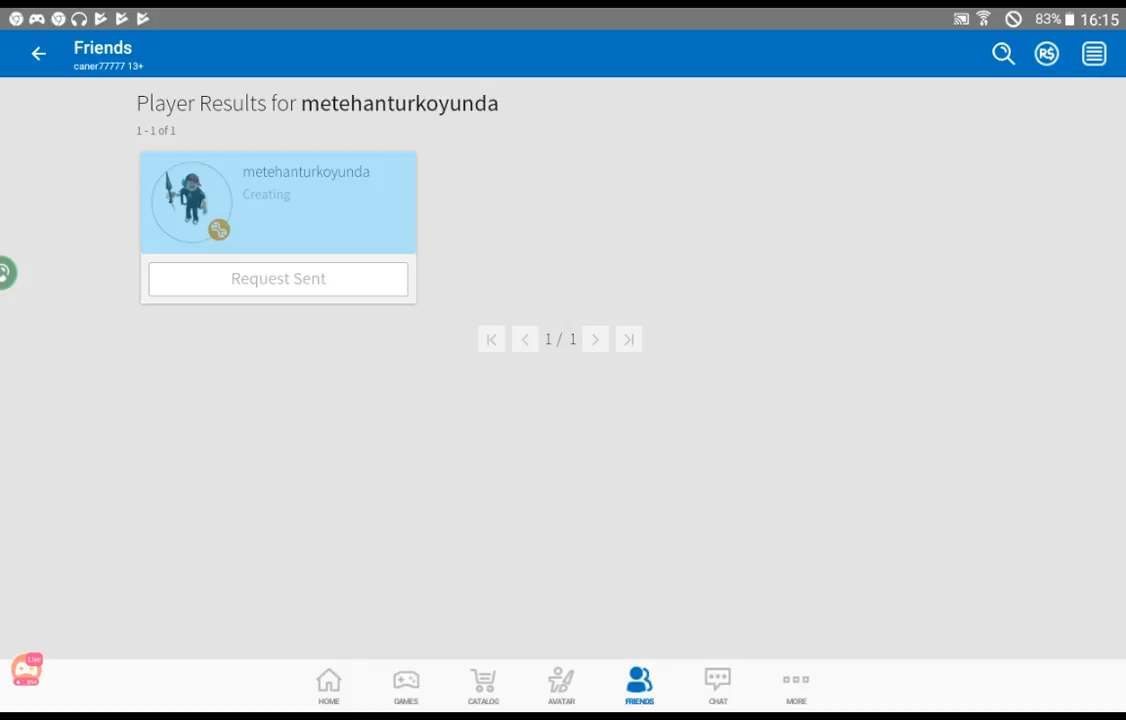 83% 16:15
Friends
caner77777 13+
R$
Player Results for metehanturkoyunda
1 - 1 of 1
metehanturkoyunda
Creating
Request Sent
1 / 1
Live
HOME GAMES CATALOG AVATAR FRIENDS CHAT MORE